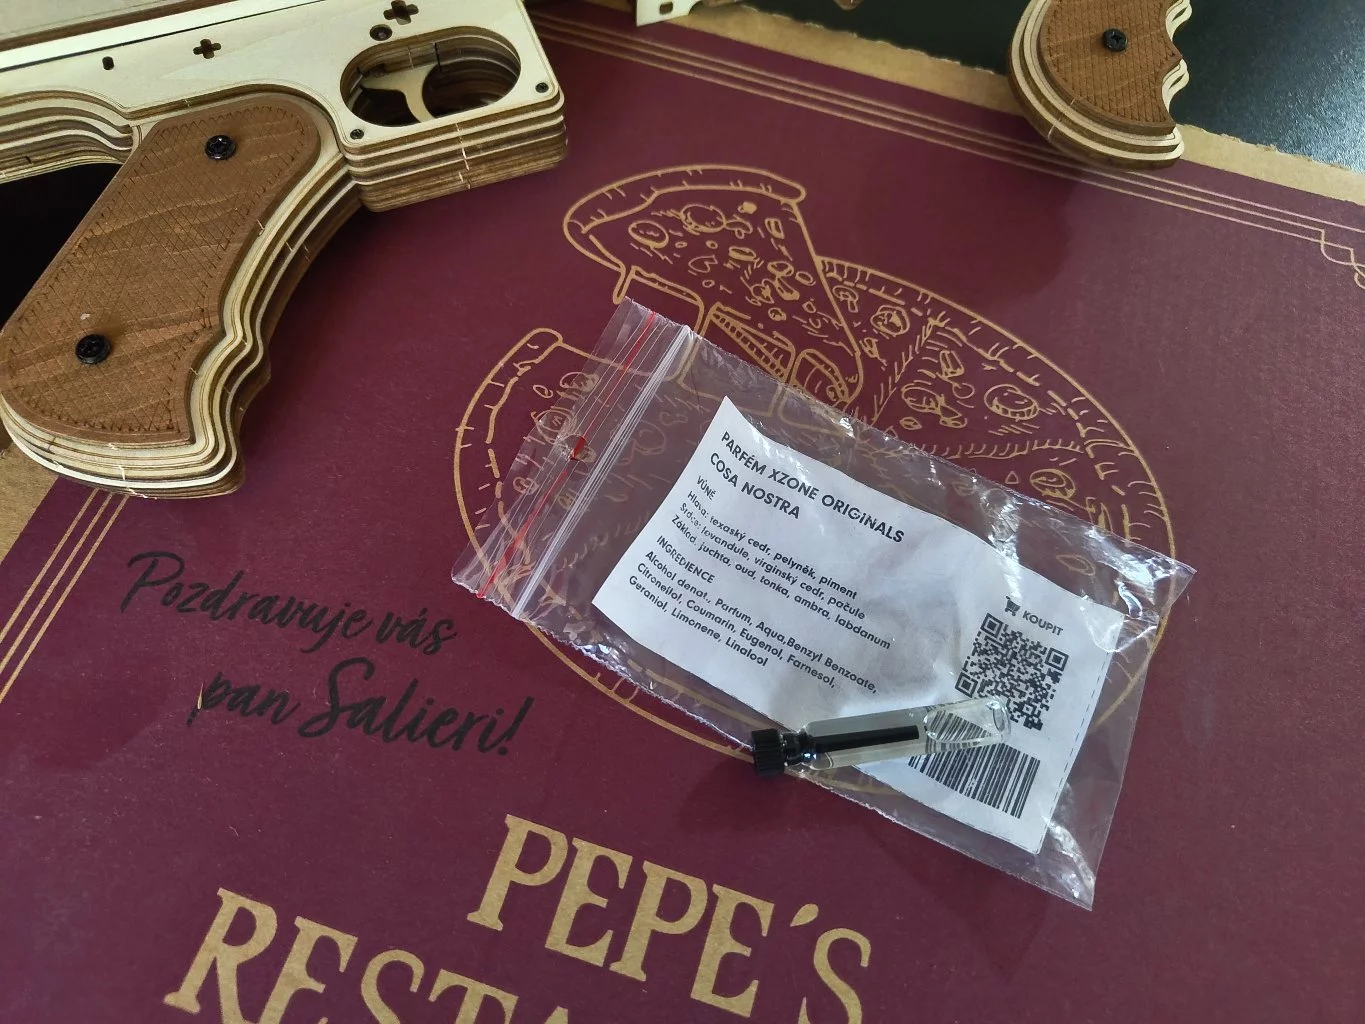 PARFÉM XZONE ORIGINALS
COSA NOSTRA
VŮNĚ
Hlava: texaský cedr, pelyněk, piment
Srdce: levandule, virginský cedr, pačule
Základ: juchta, oud, tonka, ambra, labdanum
INGREDIENCE
Alcohol denat., Parfum, Aqua,Benzyl Benzoate,
Citronellol, Coumarin, Eugenol, Farnesol,
Geraniol, Limonene, Linalool
KOUPIT
Pozdravuje vás
pan Salieri!
PEPE'S
RESTA